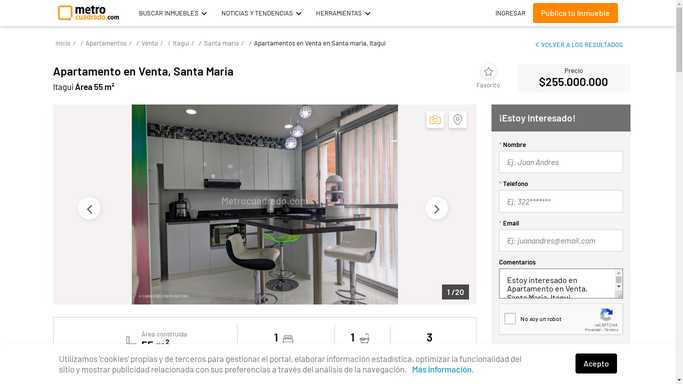 metro
cuadrado.com
BUSCAR INMUEBLES
NOTICIAS Y TENDENCIAS
HERRAMIENTAS
INGRESAR
Publica tu Inmueble
Inicio / / Apartamentos / / Venta / / Itagui / / Santa maria / / Apartamentos en Venta en Santa maria, Itagui
VOLVER A LOS RESULTADOS
Apartamento en Venta, Santa Maria
Itagui Área 55 m²
Favorito
Precio
$255.000.000
Metrocuadrado.com
1 / 20
¡Estoy Interesado!
* Nombre
Ej: Juan Andres
* Telefono
Ej: 322*******
* Email
Ej: juanandres@email.com
Comentarios
Estoy interesado en
Apartamento en Venta,
Santa Maria, Itagui
No soy un robot
reCAPTCHA
Privacidad - Términos
Área construida
55 m²
1
1
3
Utilizamos 'cookies' propias y de terceros para gestionar el portal, elaborar información estadística, optimizar la funcionalidad del
sitio y mostrar publicidad relacionada con sus preferencias a través del análisis de la navegación. Más información.
Acepto